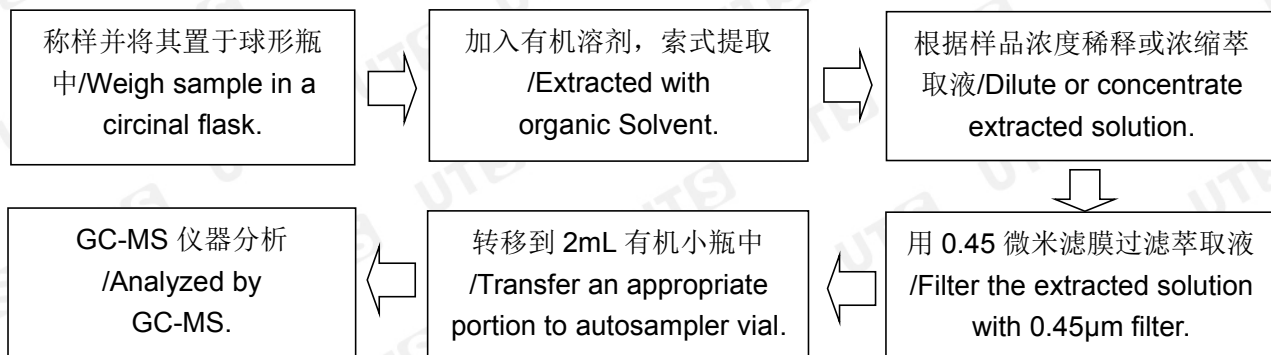 称样并将其置于球形瓶
中/Weigh sample in a
circinal flask.
加入有机溶剂，索式提取
/Extracted with
organic Solvent.
根据样品浓度稀释或浓缩萃
取液/Dilute or concentrate
extracted solution.
用 0.45 微米滤膜过滤萃取液
/Filter the extracted solution
with 0.45µm filter.
转移到 2mL 有机小瓶中
/Transfer an appropriate
portion to autosampler vial.
GC-MS 仪器分析
/Analyzed by
GC-MS.